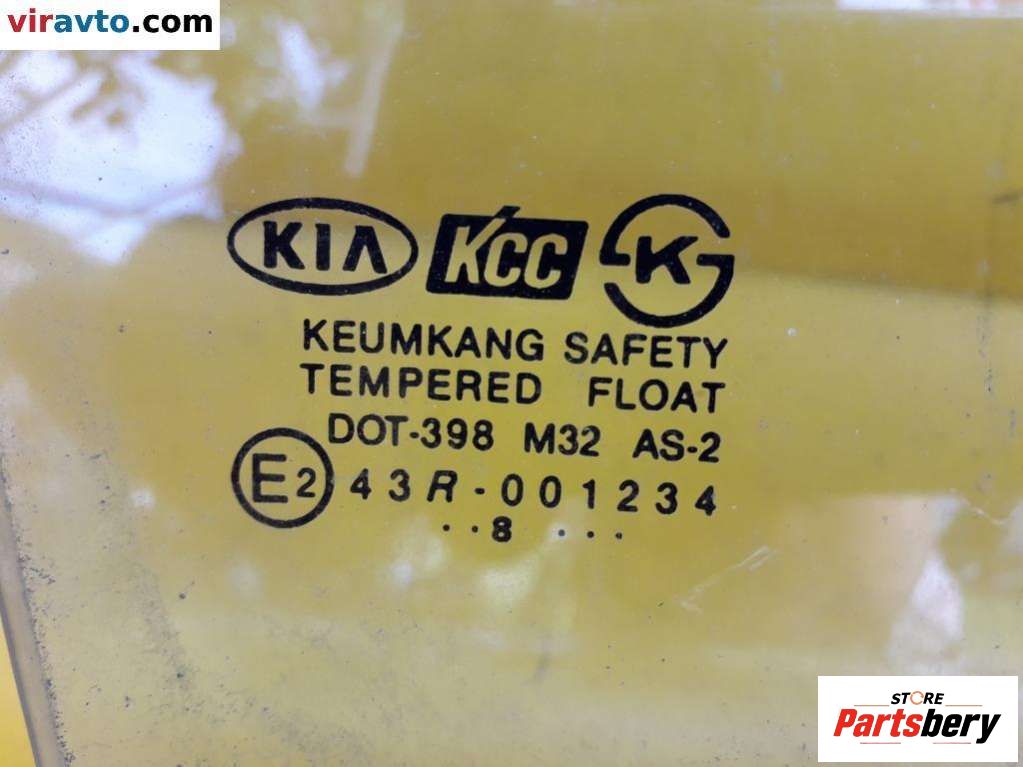 viravto.com
KIA KCC K
KEUMKANG SAFETY
TEMPERED FLOAT
DOT-398 M32 AS-2
E2 43R-001234
..8 ...
STORE
Partsbery